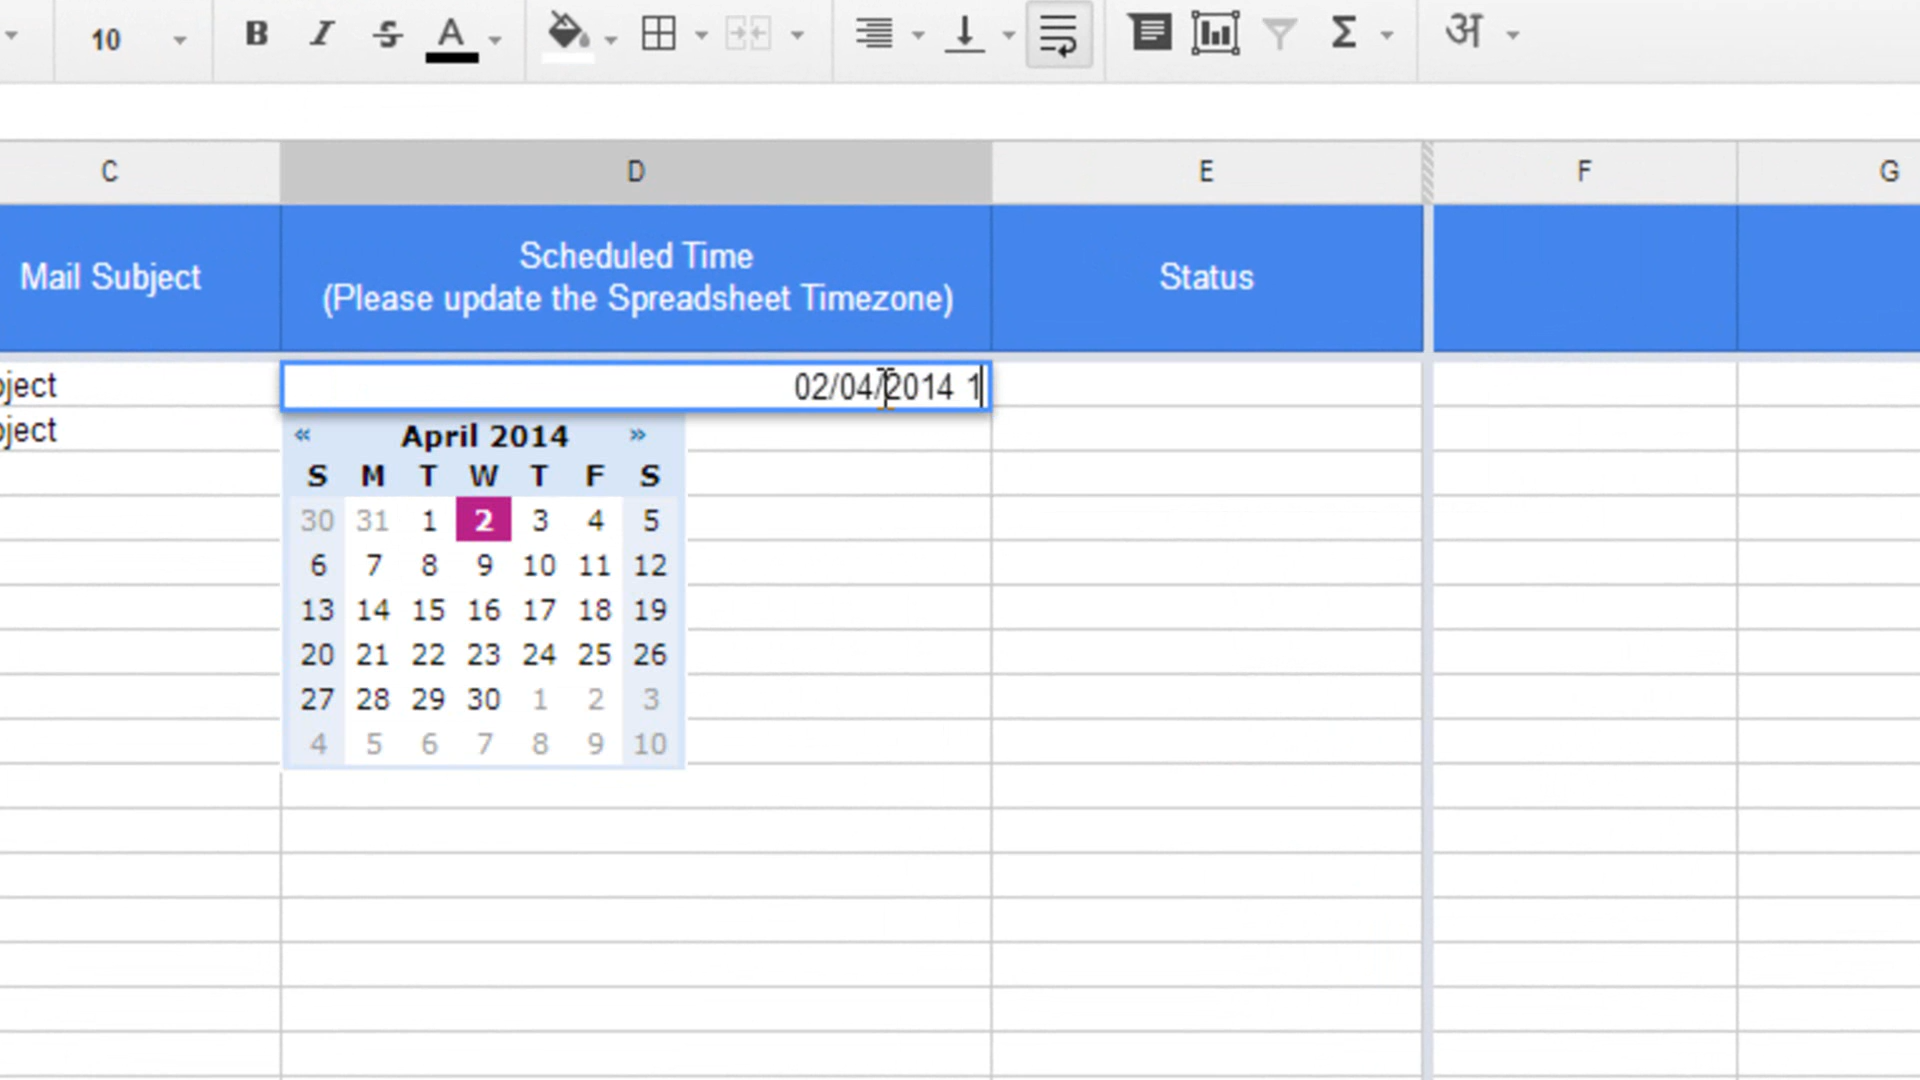 10 B I S A Σ अ
C D E F G
Mail Subject
Scheduled Time
(Please update the Spreadsheet Timezone)
Status
bject
02/04/2014 1
bject
« April 2014 »
S M T W T F S
30 31 1 2 3 4 5
6 7 8 9 10 11 12
13 14 15 16 17 18 19
20 21 22 23 24 25 26
27 28 29 30 1 2 3
4 5 6 7 8 9 10